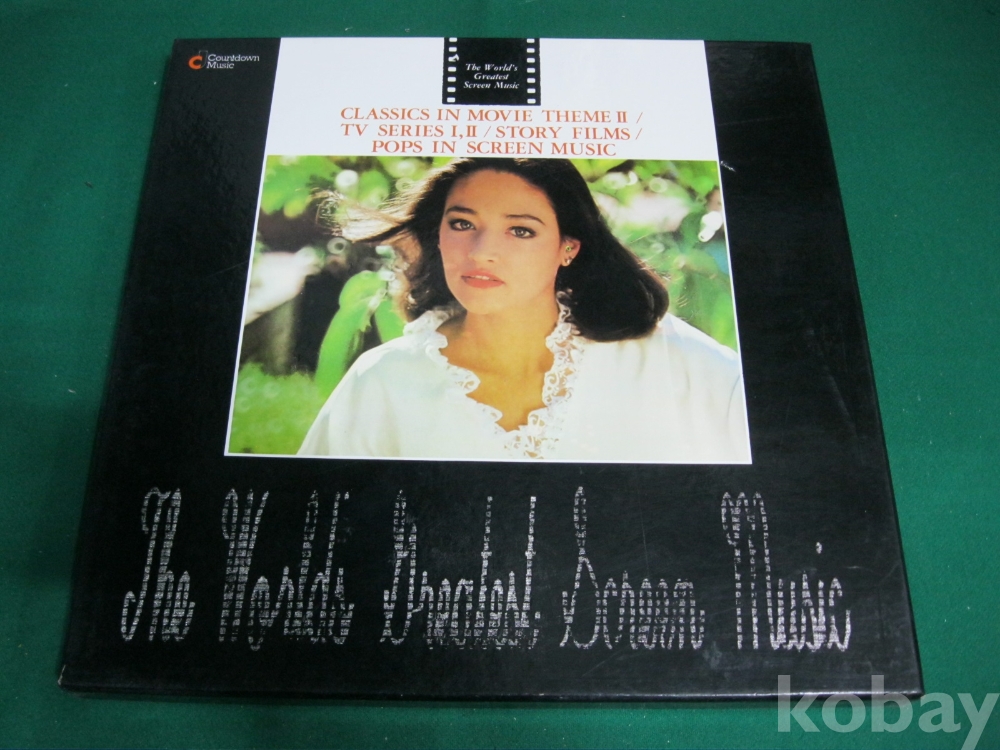 Countdown
Music
The World's
Greatest
Screen Music
CLASSICS IN MOVIE THEME II /
TV SERIES I, II / STORY FILMS /
POPS IN SCREEN MUSIC
The World's Greatest Screen Music
kobay